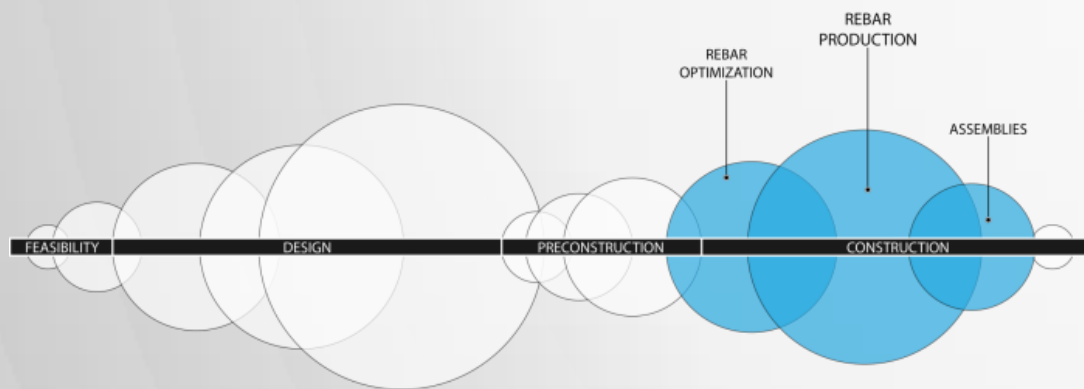 REBAR
PRODUCTION
REBAR
OPTIMIZATION
ASSEMBLIES
FEASIBILITY
DESIGN
PRECONSTRUCTION
CONSTRUCTION